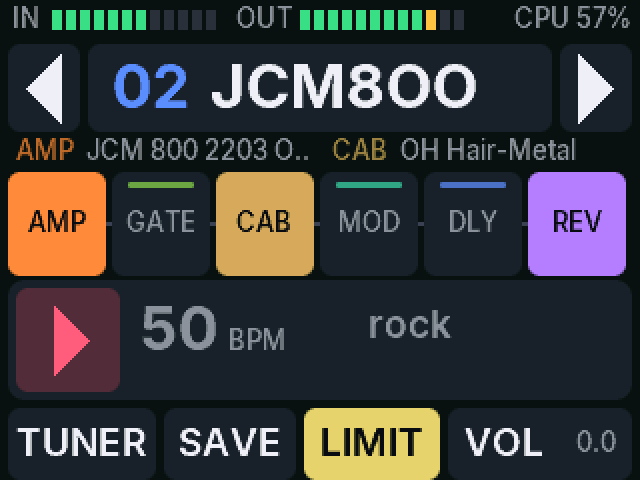 IN OUT CPU 57%
02 JCM800
AMP JCM 800 2203 O.. CAB OH Hair-Metal
AMP GATE CAB MOD DLY REV
50 BPM rock
TUNER SAVE LIMIT VOL 0.0